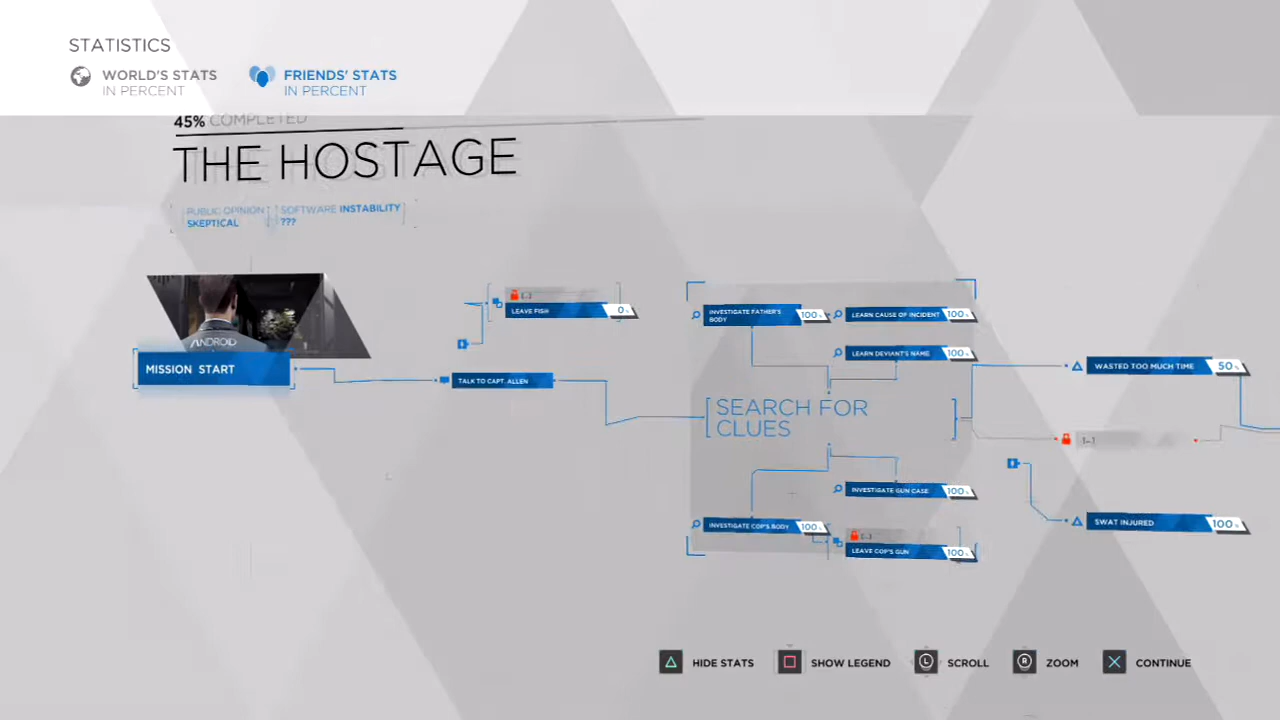 STATISTICS
WORLD'S STATS
IN PERCENT
FRIENDS' STATS
IN PERCENT
45% COMPLETED
THE HOSTAGE
PUBLIC OPINION
SKEPTICAL
SOFTWARE INSTABILITY
???
ANDROID
MISSION START
[...]
LEAVE FISH 0%
TALK TO CAPT. ALLEN
INVESTIGATE FATHER'S
BODY 100%
LEARN CAUSE OF INCIDENT 100%
LEARN DEVIANT'S NAME 100%
SEARCH FOR
CLUES
INVESTIGATE GUN CASE 100%
INVESTIGATE COP'S BODY 100%
[...]
LEAVE COP'S GUN 100%
WASTED TOO MUCH TIME 50%
[...]
SWAT INJURED 100%
HIDE STATS
SHOW LEGEND
L SCROLL
R ZOOM
CONTINUE